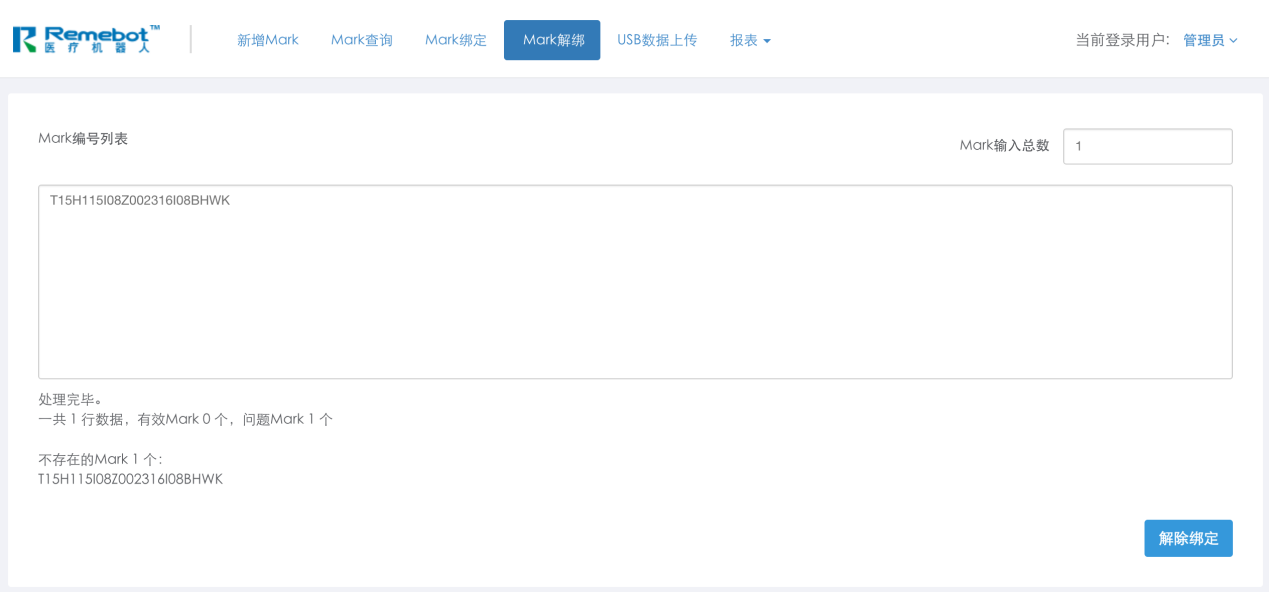 Remebot™
医疗机器人
新增Mark Mark查询 Mark绑定 Mark解绑 USB数据上传 报表 当前登录用户: 管理员
Mark编号列表
Mark输入总数 1
T15H115I08Z002316I08BHWK
处理完毕。
一共 1 行数据，有效Mark 0 个，问题Mark 1 个
不存在的Mark 1 个：
T15H115I08Z002316I08BHWK
解除绑定